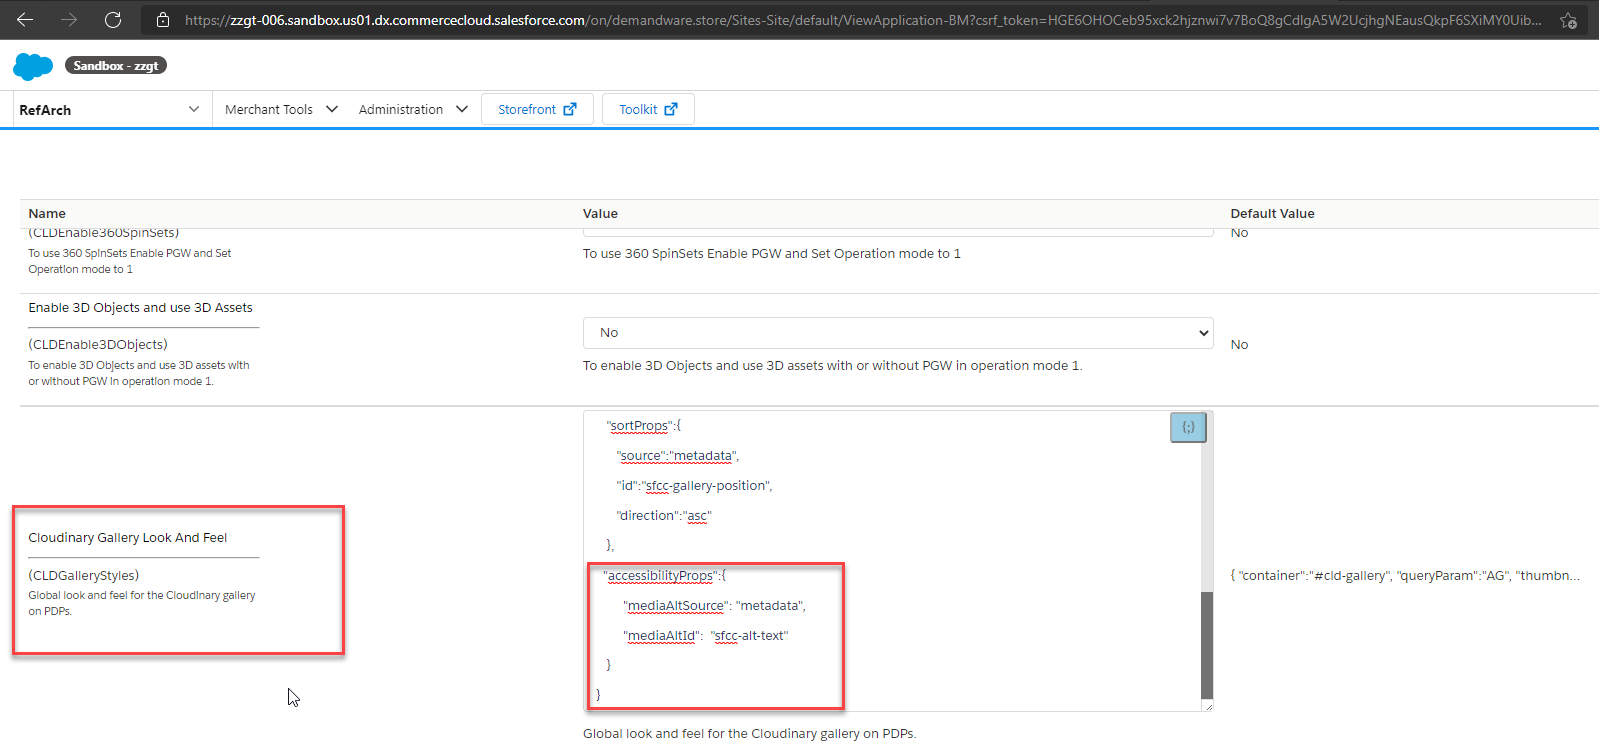 https://zzgt-006.sandbox.us01.dx.commercecloud.salesforce.com/on/demandware.store/Sites-Site/default/ViewApplication-BM?csrf_token=HGE6OHOCeb95xck2hjznwi7v7BoQ8gCdlgA5W2UcjhgNEausQkpF6SXiMY0Uib...
Sandbox - zzgt
RefArch Merchant Tools Administration Storefront Toolkit
Name Value Default Value
(CLDEnable360SpinSets) No
To use 360 SpinSets Enable PGW and Set
Operation mode to 1
To use 360 SpinSets Enable PGW and Set Operation mode to 1
Enable 3D Objects and use 3D Assets
(CLDEnable3DObjects)
To enable 3D Objects and use 3D assets with
or without PGW in operation mode 1.
No
To enable 3D Objects and use 3D assets with or without PGW in operation mode 1.
No
Cloudinary Gallery Look And Feel
(CLDGalleryStyles)
Global look and feel for the Cloudinary gallery
on PDPs.
{;}
"sortProps":{
"source":"metadata",
"id":"sfcc-gallery-position",
"direction":"asc"
},
"accessibilityProps":{
"mediaAltSource": "metadata",
"mediaAltId": "sfcc-alt-text"
}
}
Global look and feel for the Cloudinary gallery on PDPs.
{ "container":"#cld-gallery", "queryParam":"AG", "thumbn...